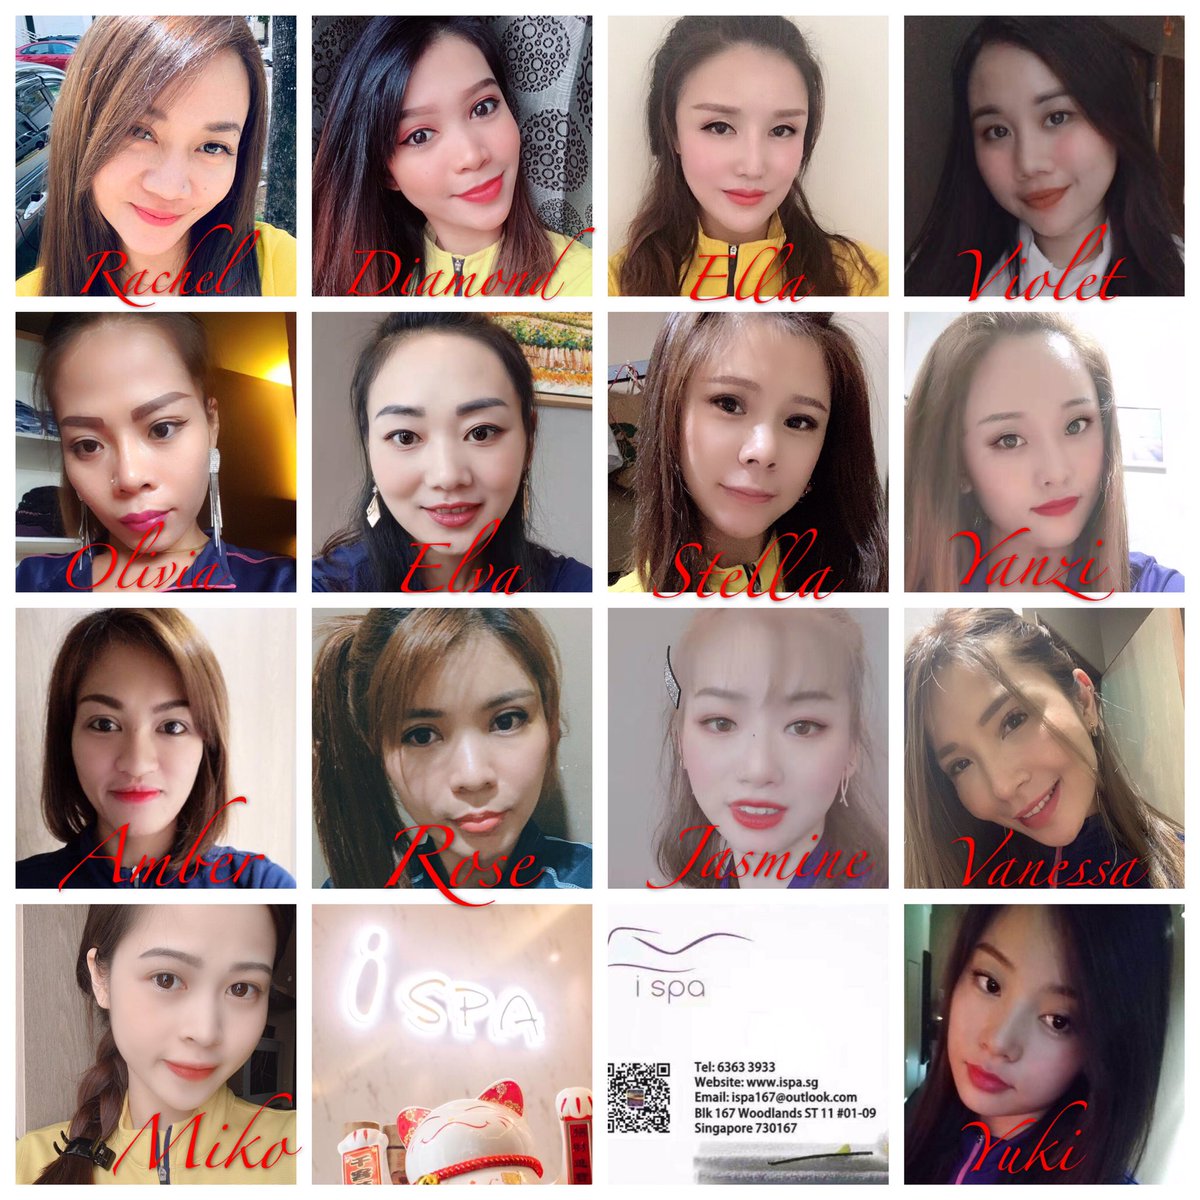 Rachel
Diamond
Ella
Violet
Olivia
Elva
Stella
Yanzi
Amber
Rose
Jasmine
Vanessa
Miko
i SPA
i spa
Tel: 6363 3933
Website: www.ispa.sg
Email: ispa167@outlook.com
Blk 167 Woodlands ST 11 #01-09
Singapore 730167
Yuki